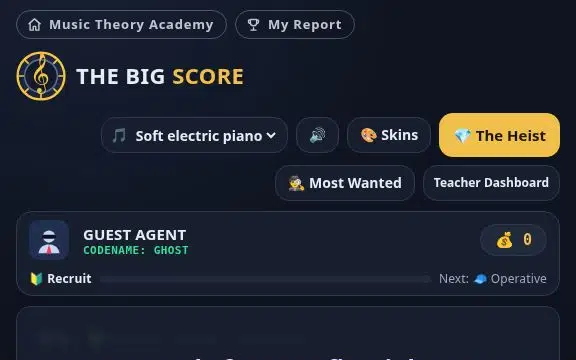 Music Theory Academy
My Report
THE BIG SCORE
Soft electric piano
Skins
The Heist
Most Wanted
Teacher Dashboard
GUEST AGENT
CODENAME: GHOST
0
Recruit
Next: Operative